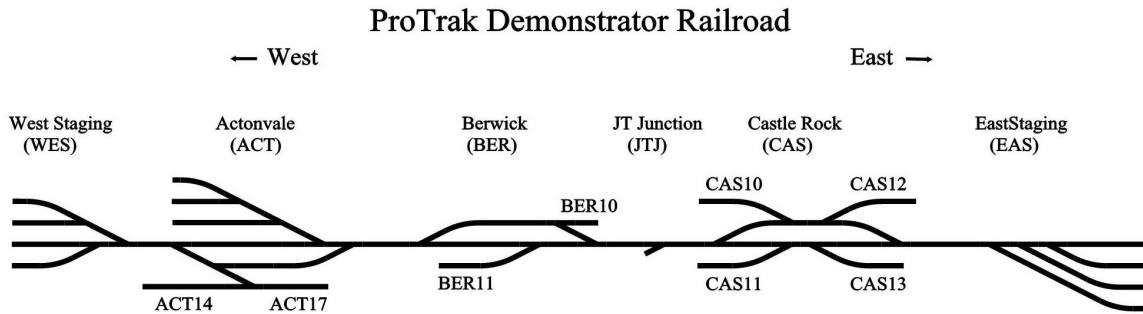 ProTrak Demonstrator Railroad
West
East
West Staging
(WES)
Actonvale
(ACT)
Berwick
(BER)
JT Junction
(JTJ)
Castle Rock
(CAS)
EastStaging
(EAS)
CAS10
CAS12
BER10
BER11
CAS11
CAS13
ACT14
ACT17